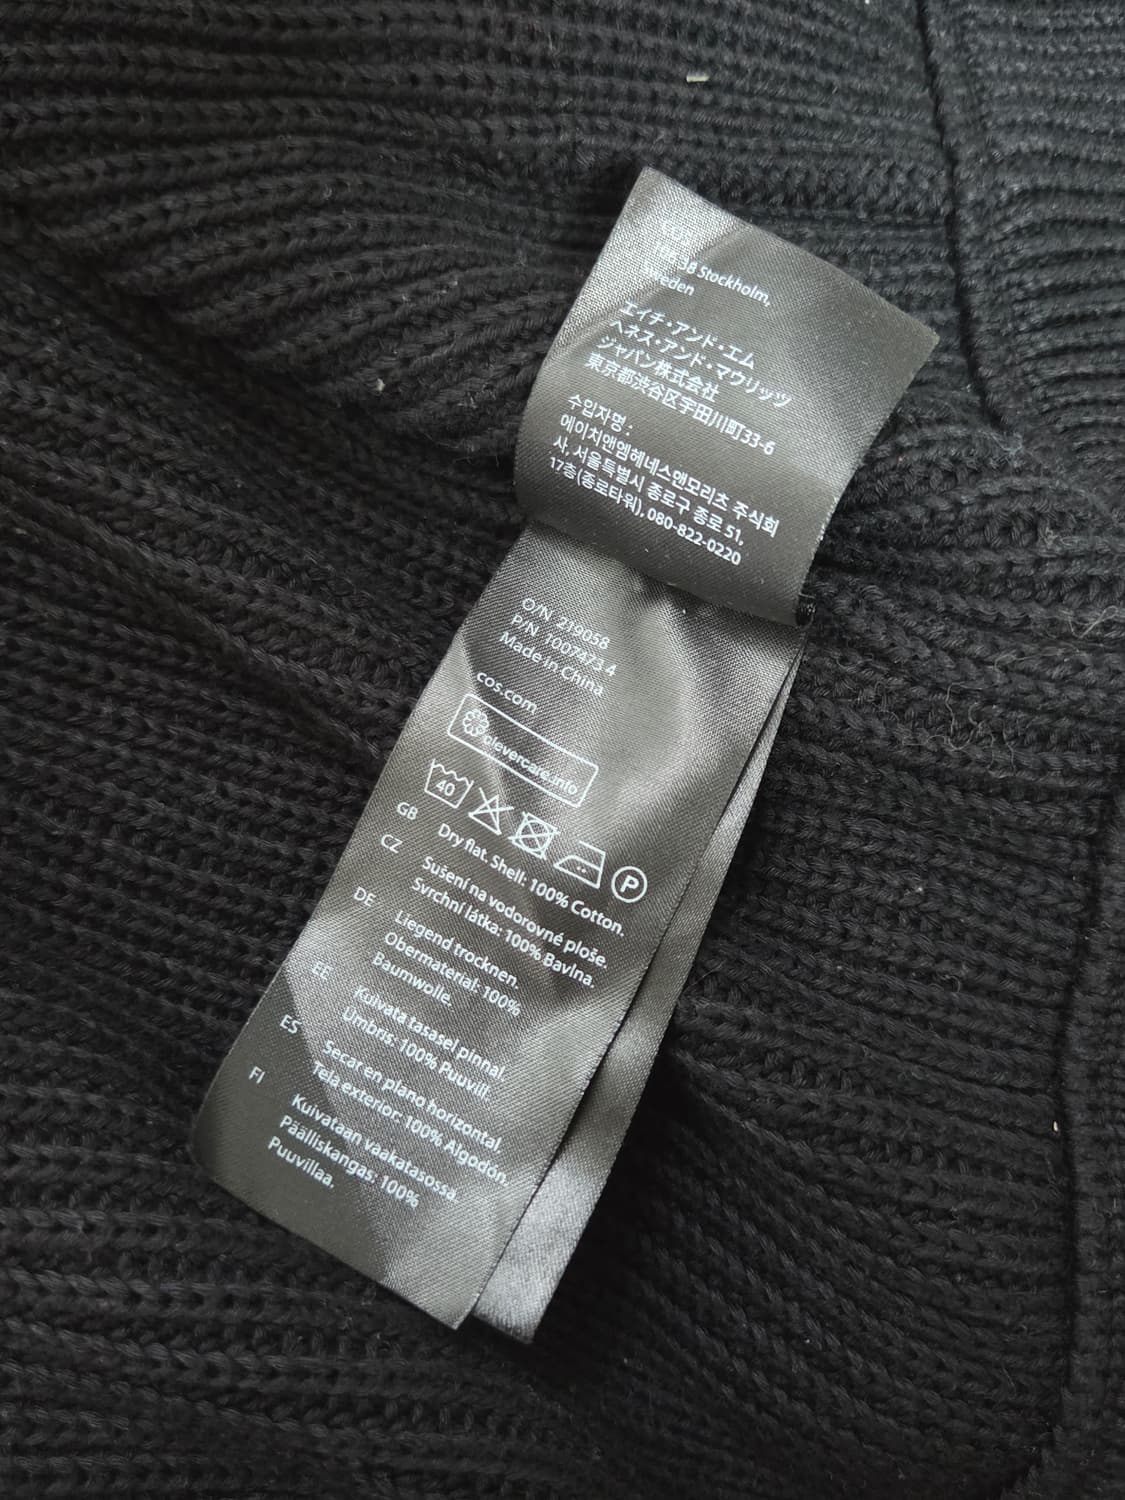 38 Stockholm,
Sweden
エイチ・アンド・エム
ヘネス・アンド・マウリッツ
ジャパン株式会社
東京都渋谷区宇田川町33-6
수입자명 :
에이치앤엠헤네스앤모리츠 주식회
사, 서울특별시 종로구 종로 51,
17층(종로타워), 080-822-0220
O/N 219058
P/N 1007473 4
Made in China
cos.com
clevercare.info
40
P
GB Dry flat. Shell: 100% Cotton.
CZ Sušení na vodorovné ploše.
Svrchní látka: 100% Bavlna.
DE Liegend trocknen.
Obermaterial: 100%
Baumwolle.
EE Kuivata tasasel pinnal.
Ümbris: 100% Puuvill.
ES Secar en plano horizontal.
Tela exterior: 100% Algodón.
FI Kuivataan vaakatasossa.
Päälliskangas: 100%
Puuvillaa.